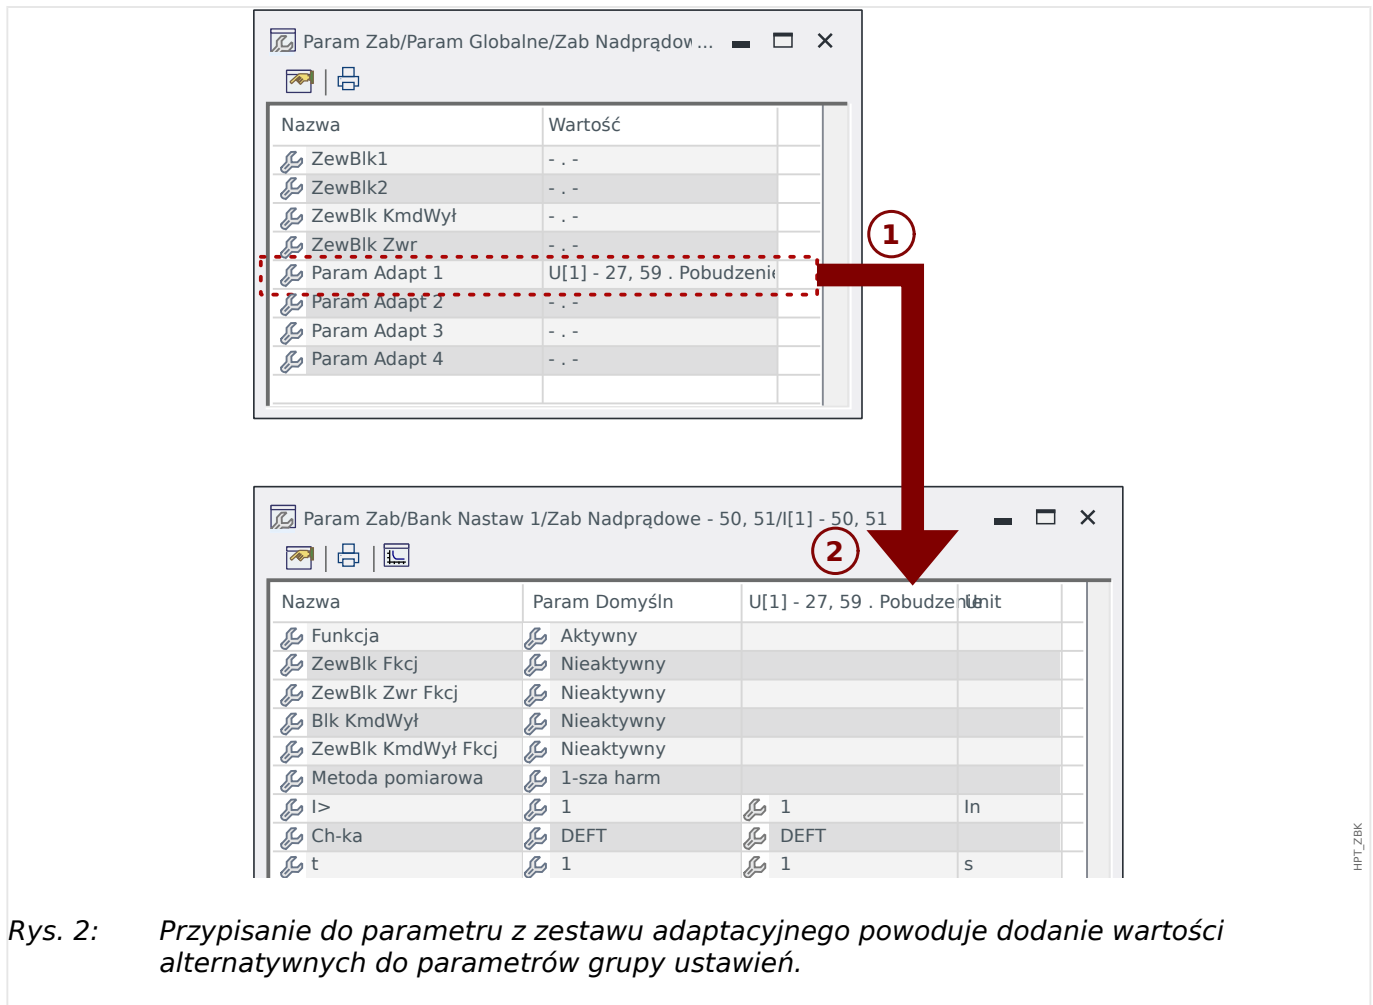 Param Zab/Param Globalne/Zab Nadprądow ...
Nazwa Wartość
ZewBlk1 - . -
ZewBlk2 - . -
ZewBlk KmdWył - . -
ZewBlk Zwr - . -
Param Adapt 1 U[1] - 27, 59 . Pobudzenie
Param Adapt 2 - . -
Param Adapt 3 - . -
Param Adapt 4 - . -
1
Param Zab/Bank Nastaw 1/Zab Nadprądowe - 50, 51/I[1] - 50, 51
2
Nazwa Param Domyśln U[1] - 27, 59 . Pobudzenie Unit
Funkcja Aktywny
ZewBlk Fkcj Nieaktywny
ZewBlk Zwr Fkcj Nieaktywny
Blk KmdWył Nieaktywny
ZewBlk KmdWył Fkcj Nieaktywny
Metoda pomiarowa 1-sza harm
I> 1 1 In
Ch-ka DEFT DEFT
t 1 1 s
HPT_ZBK
Rys. 2: Przypisanie do parametru z zestawu adaptacyjnego powoduje dodanie wartości
alternatywnych do parametrów grupy ustawień.